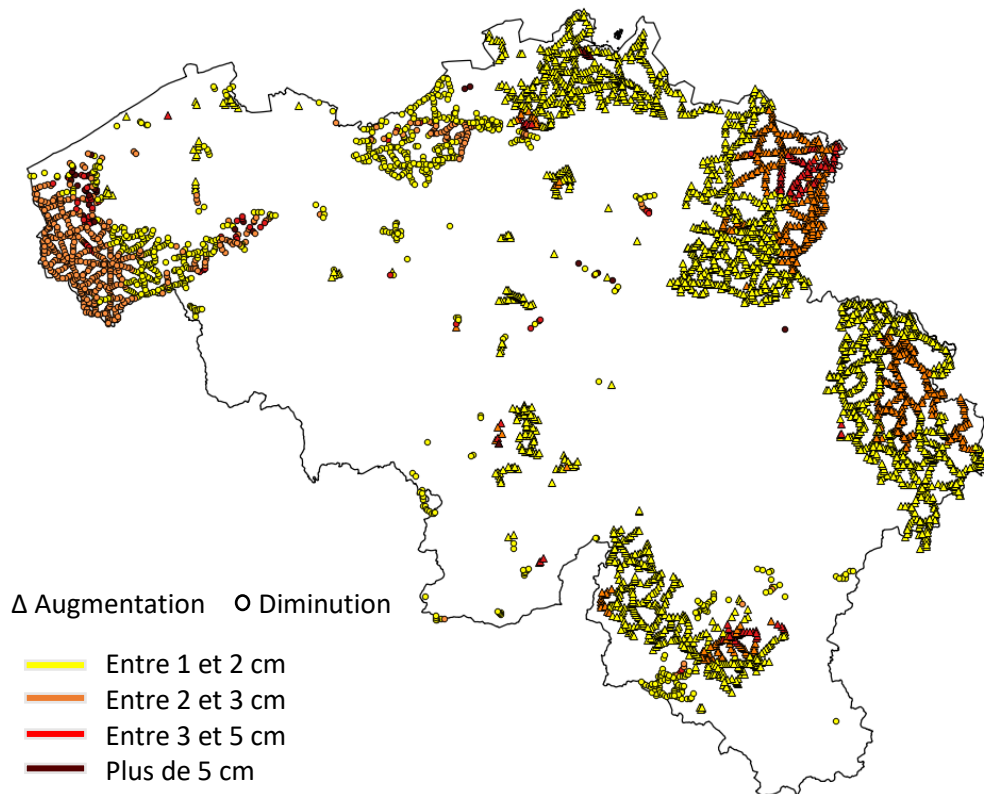 Δ Augmentation O Diminution
Entre 1 et 2 cm
Entre 2 et 3 cm
Entre 3 et 5 cm
Plus de 5 cm